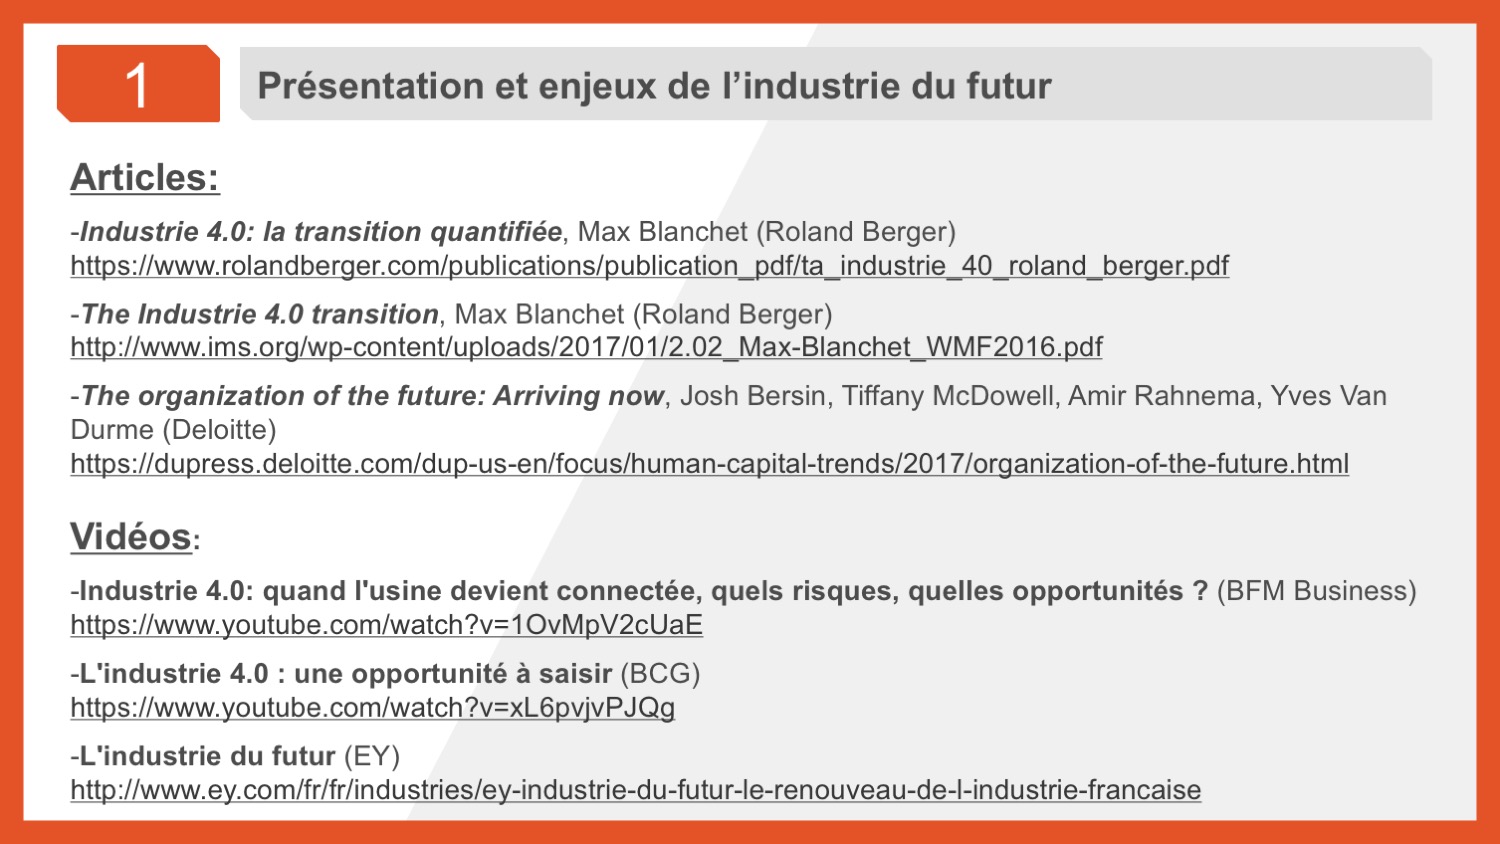 1
Présentation et enjeux de l’industrie du futur
Articles:
-Industrie 4.0: la transition quantifiée, Max Blanchet (Roland Berger)
https://www.rolandberger.com/publications/publication_pdf/ta_industrie_40_roland_berger.pdf
-The Industrie 4.0 transition, Max Blanchet (Roland Berger)
http://www.ims.org/wp-content/uploads/2017/01/2.02_Max-Blanchet_WMF2016.pdf
-The organization of the future: Arriving now, Josh Bersin, Tiffany McDowell, Amir Rahnema, Yves Van
Durme (Deloitte)
https://dupress.deloitte.com/dup-us-en/focus/human-capital-trends/2017/organization-of-the-future.html
Vidéos:
-Industrie 4.0: quand l'usine devient connectée, quels risques, quelles opportunités ? (BFM Business)
https://www.youtube.com/watch?v=1OvMpV2cUaE
-L'industrie 4.0 : une opportunité à saisir (BCG)
https://www.youtube.com/watch?v=xL6pvjvPJQg
-L'industrie du futur (EY)
http://www.ey.com/fr/fr/industries/ey-industrie-du-futur-le-renouveau-de-l-industrie-francaise